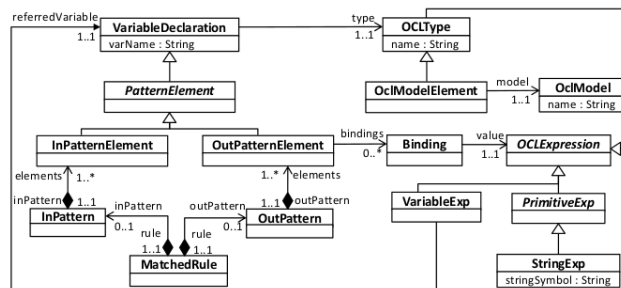 referredVariable
VariableDeclaration
type
OCLType
1..1
varName : String
1..1
name : String
PatternElement
OclModelElement
model
OclModel
1..1
name : String
InPatternElement
OutPatternElement
bindings
Binding
value
OCLExpression
0..*
1..1
elements
1..*
1..*
elements
inPattern
1..1
inPattern
outPattern
1..1
outPattern
VariableExp
PrimitiveExp
InPattern
0..1
rule
rule
0..1
OutPattern
1..1
1..1
MatchedRule
StringExp
stringSymbol : String